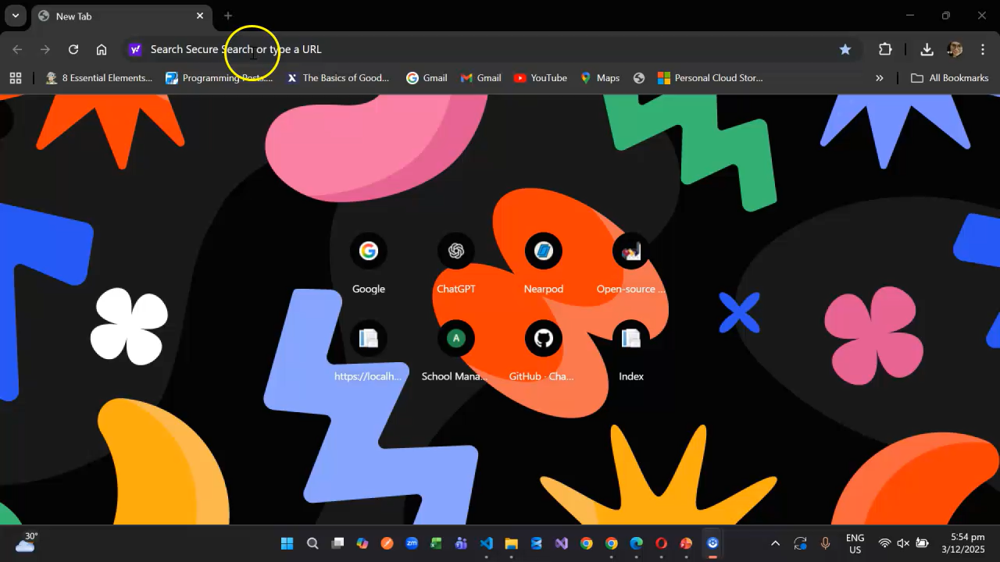 New Tab
Search Secure Search or type a URL
8 Essential Elements...
Programming Posts....
The Basics of Good...
Gmail
Gmail
YouTube
Maps
Personal Cloud Stor...
All Bookmarks
Google
ChatGPT
Nearpod
Open-source ...
https://localh...
School Mana...
GitHub · Cha...
Index
30°
ENG
US
5:54 pm
3/12/2025